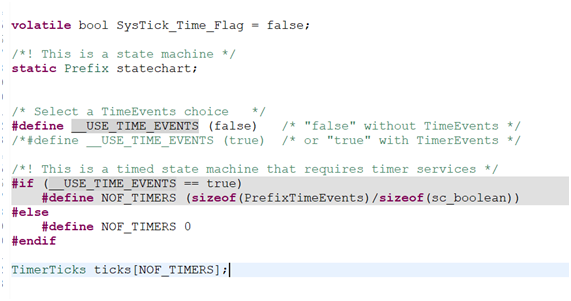 volatile bool SysTick_Time_Flag = false;
/*! This is a state machine */
static Prefix statechart;
/* Select a TimeEvents choice   */
#define __USE_TIME_EVENTS (false)   /* "false" without TimeEvents */
/*#define __USE_TIME_EVENTS (true)  /* or "true" with TimerEvents */
/*! This is a timed state machine that requires timer services */
#if (__USE_TIME_EVENTS == true)
    #define NOF_TIMERS (sizeof(PrefixTimeEvents)/sizeof(sc_boolean))
#else
    #define NOF_TIMERS 0
#endif
TimerTicks ticks[NOF_TIMERS];